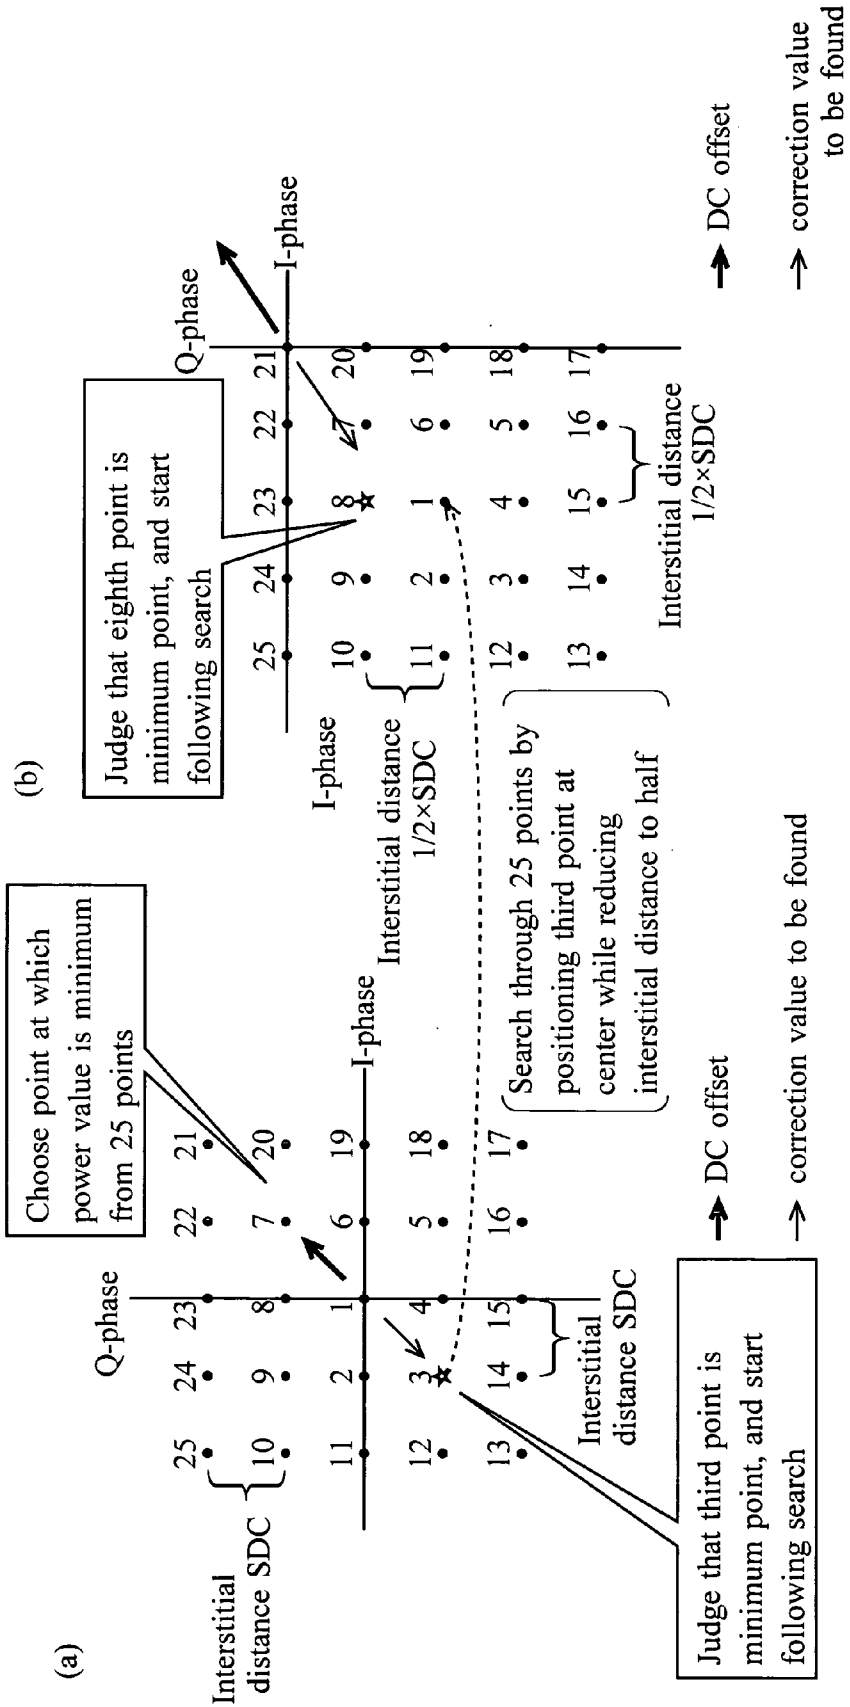 (a)
Choose point at which
power value is minimum
from 25 points
Q-phase
25 24 23 22 21
10 9 8 7 20
Interstitial
distance SDC
11 2 1 6 19
I-phase
12 3 4 5 18
13 14 15 16 17
Interstitial
distance SDC
Judge that third point is
minimum point, and start
following search
DC offset
correction value to be found
Search through 25 points by
positioning third point at
center while reducing
interstitial distance to half
(b)
Judge that eighth point is
minimum point, and start
following search
Q-phase
25 24 23 22 21
I-phase
I-phase
10 9 8 7 20
Interstitial distance
1/2×SDC
11 2 1 6 19
12 3 4 5 18
13 14 15 16 17
Interstitial distance
1/2×SDC
DC offset
correction value
to be found